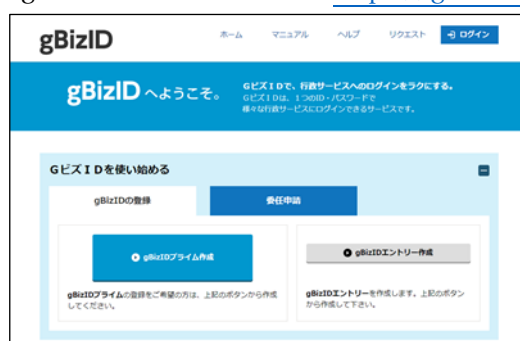 gBizID
ホーム マニュアル ヘルプ リクエスト ログイン
gBizID へようこそ。
GビズIDで、行政サービスへのログインをラクにする。
GビズIDは、1つのID・パスワードで
様々な行政サービスにログインできるサービスです。
GビズIDを使い始める
gBizIDの登録 委任申請
gBizIDプライム作成
gBizIDエントリー作成
gBizIDプライムの登録をご希望の方は、上記のボタンから作成
してください。
gBizIDエントリーを作成します。上記のボタン
から作成して下さい。